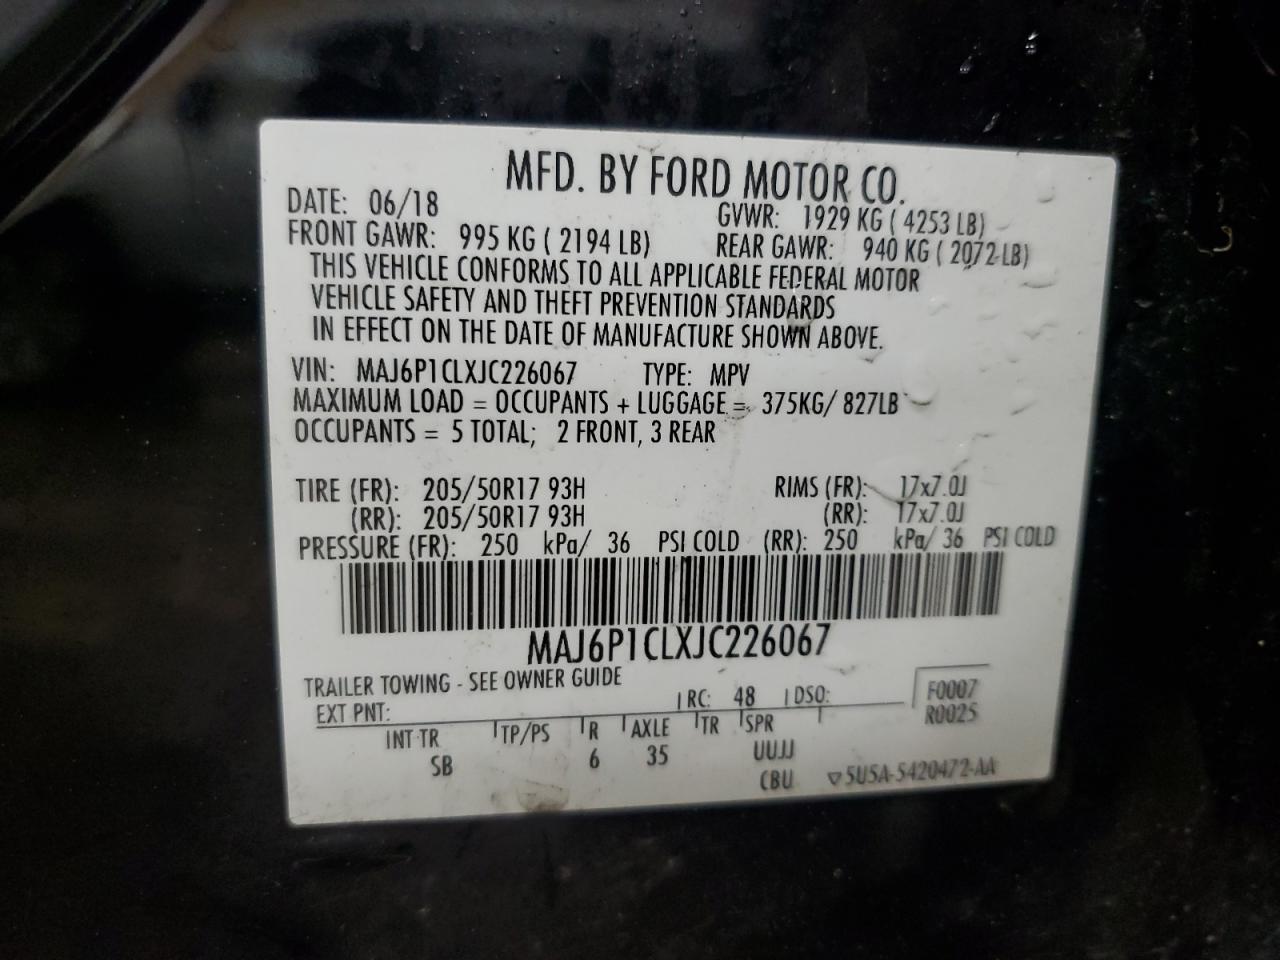 MFD. BY FORD MOTOR CO.
DATE: 06/18 GVWR: 1929 KG ( 4253 LB)
FRONT GAWR: 995 KG ( 2194 LB) REAR GAWR: 940 KG ( 2072 LB)
THIS VEHICLE CONFORMS TO ALL APPLICABLE FEDERAL MOTOR
VEHICLE SAFETY AND THEFT PREVENTION STANDARDS
IN EFFECT ON THE DATE OF MANUFACTURE SHOWN ABOVE.
VIN: MAJ6P1CLXJC226067 TYPE: MPV
MAXIMUM LOAD = OCCUPANTS + LUGGAGE = 375KG/ 827LB
OCCUPANTS = 5 TOTAL; 2 FRONT, 3 REAR
TIRE (FR): 205/50R17 93H RIMS (FR): 17x7.0J
(RR): 205/50R17 93H (RR): 17x7.0J
PRESSURE (FR): 250 kPa/ 36 PSI COLD (RR): 250 kPa/ 36 PSI COLD
MAJ6P1CLXJC226067
TRAILER TOWING - SEE OWNER GUIDE
EXT PNT: RC: 48 DSO: F0007
R0025
INT TR TP/PS R AXLE TR SPR
SB 6 35 UUJJ
CBU 5U5A-5420472-AA